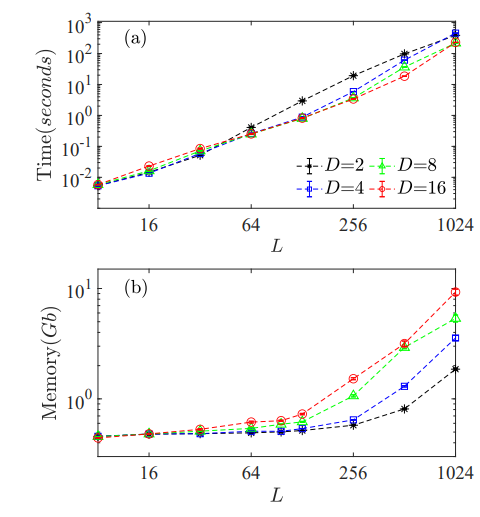 (a)
10^3
10^2
10^1
10^0
10^-1
10^-2
Time(seconds)
D=2 D=8
D=4 D=16
16 64 256 1024
L
(b)
10^1
10^0
Memory(Gb)
16 64 256 1024
L